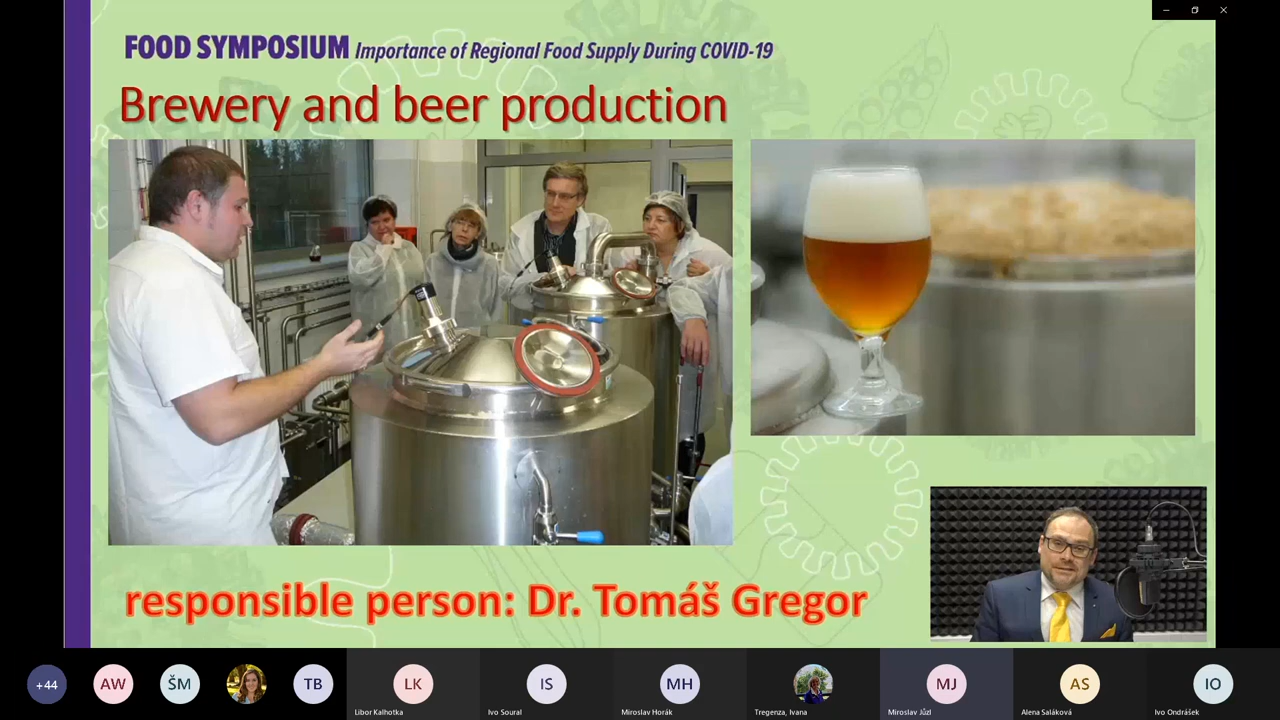 FOOD SYMPOSIUM Importance of Regional Food Supply During COVID-19
Brewery and beer production
responsible person: Dr. Tomáš Gregor
+44
AW
ŠM
TB
LK
IS
MH
MJ
AS
IO
Libor Kalhotka
Ivo Soural
Miroslav Horák
Tregenza, Ivana
Miroslav Jůzl
Alena Saláková
Ivo Ondrášek